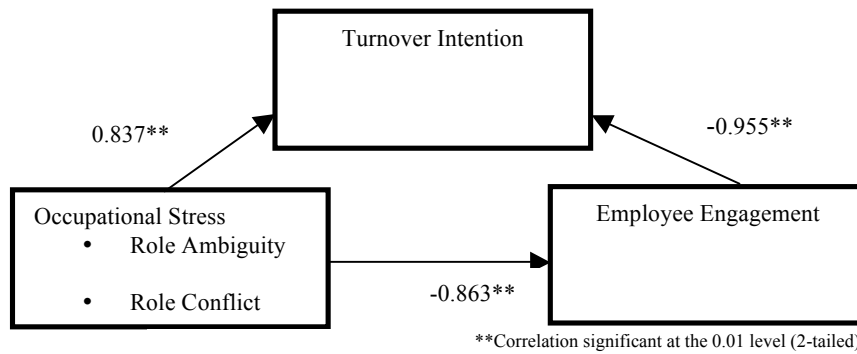 Turnover Intention
0.837**
-0.955**
Occupational Stress
• Role Ambiguity
• Role Conflict
Employee Engagement
-0.863**
**Correlation significant at the 0.01 level (2-tailed)